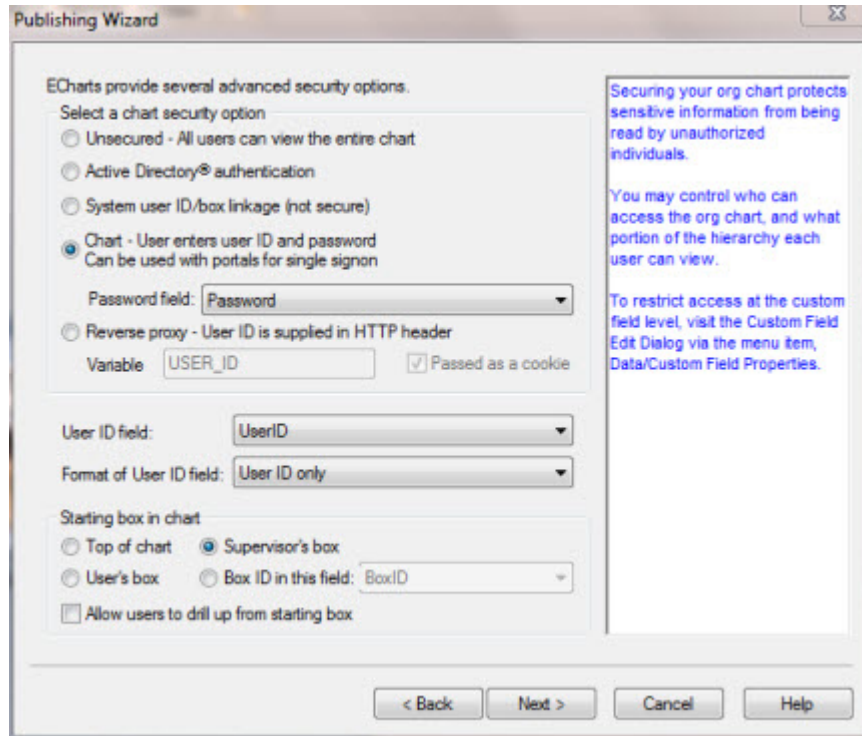 Publishing Wizard
ECharts provide several advanced security options.
Select a chart security option
Unsecured - All users can view the entire chart
Active Directory® authentication
System user ID/box linkage (not secure)
Chart - User enters user ID and password
Can be used with portals for single signon
Password field: Password
Reverse proxy - User ID is supplied in HTTP header
Variable USER_ID Passed as a cookie
User ID field: UserID
Format of User ID field: User ID only
Starting box in chart
Top of chart Supervisor's box
User's box Box ID in this field: BoxID
Allow users to drill up from starting box
Securing your org chart protects
sensitive information from being
read by unauthorized
individuals.
You may control who can
access the org chart, and what
portion of the hierarchy each
user can view.
To restrict access at the custom
field level, visit the Custom Field
Edit Dialog via the menu item,
Data/Custom Field Properties.
< Back Next > Cancel Help